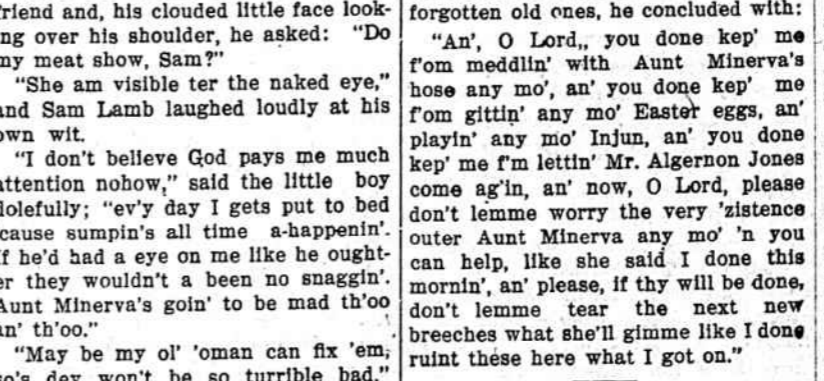 friend and, his clouded little face look-
ing over his shoulder, he asked: "Do
my meat show, Sam?"
"She am visible ter the naked eye,"
and Sam Lamb laughed loudly at his
own wit.
"I don't believe God pays me much
attention nohow," said the little boy
dolefully; "ev'y day I gets put to bed
'cause sumpin's all time a-happenin'.
If he'd had a eye on me like he ought-
er they wouldn't a been no snaggin'.
Aunt Minerva's goin' to be mad th'oo
an' th'oo."
"May be my ol' 'oman can fix 'em,
so's dey won't be so turrible bad,"
forgotten old ones, he concluded with:
"An', O Lord,, you done kep' me
f'om meddlin' with Aunt Minerva's
hose any mo', an' you done kep' me
f'om gittin' any mo' Easter eggs, an'
playin' any mo' Injun, an' you done
kep' me f'm lettin' Mr. Algernon Jones
come ag'in, an' now, O Lord, please
don't lemme worry the very 'zistence
outer Aunt Minerva any mo' 'n you
can help, like she said I done this
mornin', an' please, if thy will be done,
don't lemme tear the next new
breeches what she'll gimme like I done
ruint these here what I got on."